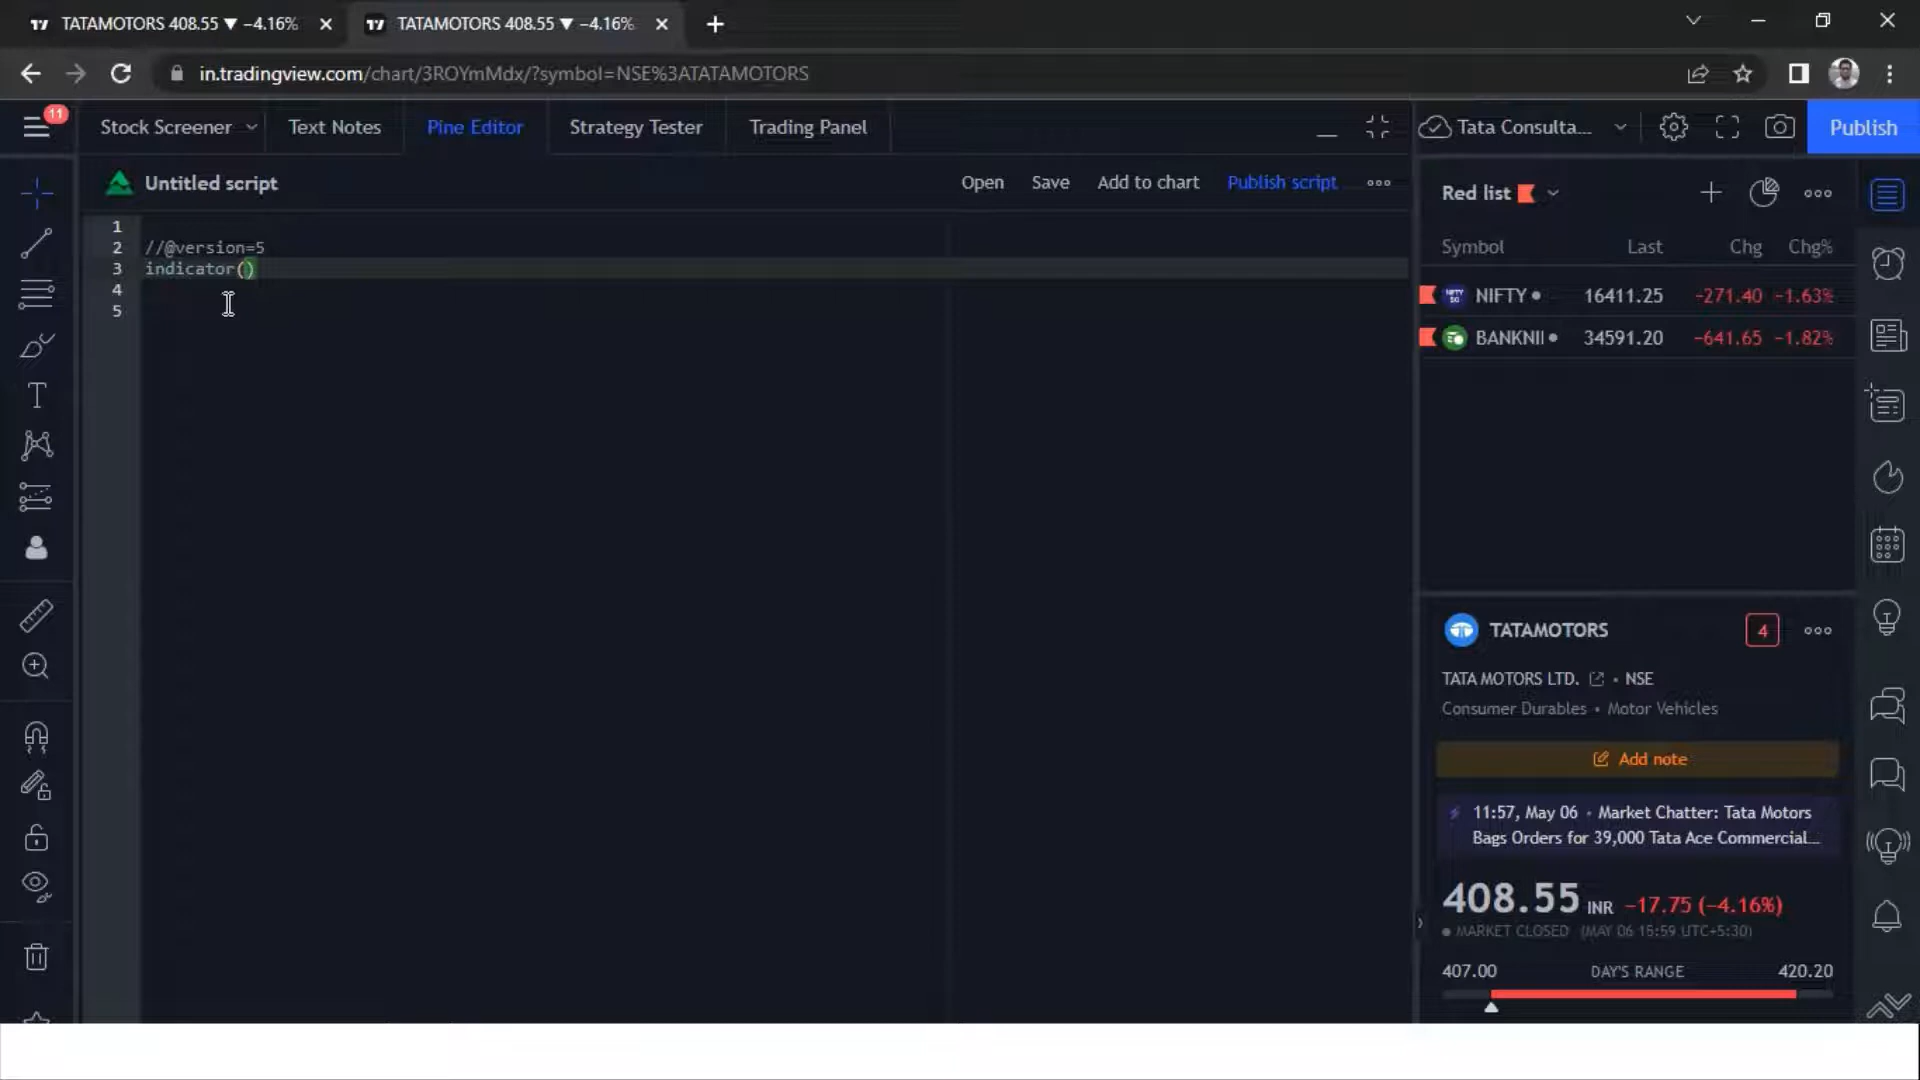 TATAMOTORS 408.55 ▼ −4.16%
TATAMOTORS 408.55 ▼ −4.16%
in.tradingview.com/chart/3ROYmMdx/?symbol=NSE%3ATATAMOTORS
11
Stock Screener
Text Notes
Pine Editor
Strategy Tester
Trading Panel
Tata Consulta...
Publish
Untitled script
Open
Save
Add to chart
Publish script
1
2 //@version=5
3 indicator()
4
5
Red list
Symbol Last Chg Chg%
NIFTY 16411.25 −271.40 −1.63%
BANKNII 34591.20 −641.65 −1.82%
TATAMOTORS 4
TATA MOTORS LTD. • NSE
Consumer Durables • Motor Vehicles
Add note
11:57, May 06 • Market Chatter: Tata Motors
Bags Orders for 39,000 Tata Ace Commercial...
408.55 INR −17.75 (−4.16%)
MARKET CLOSED (MAY 06 15:59 UTC+5:30)
407.00 DAY'S RANGE 420.20